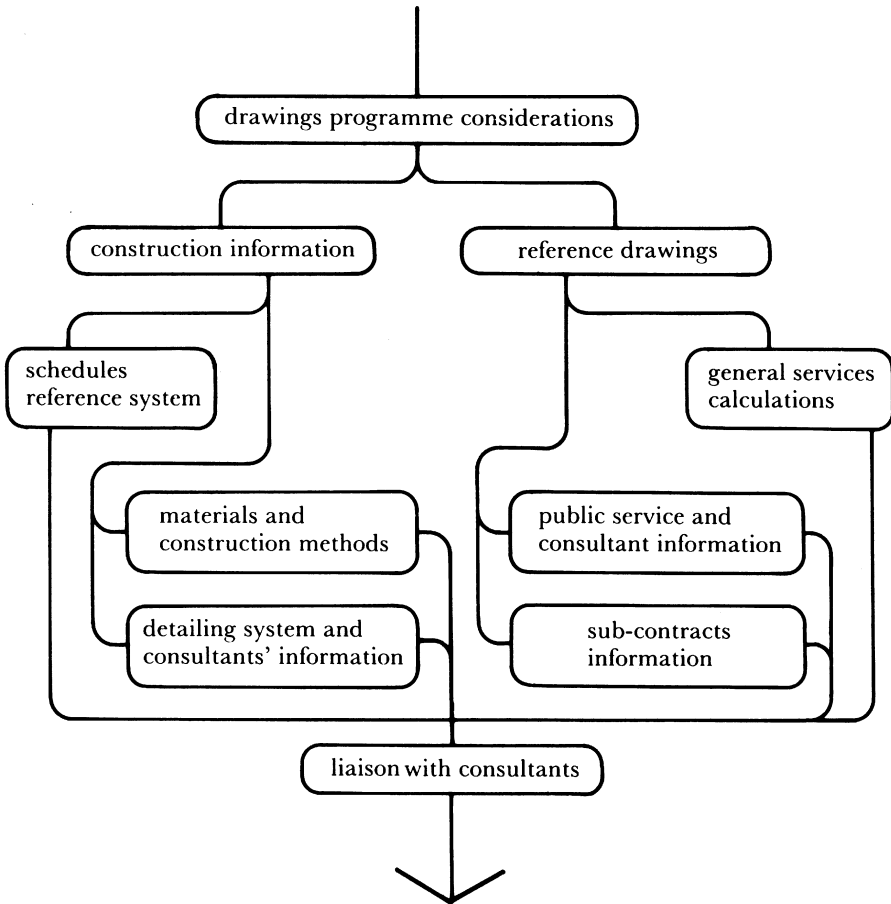 drawings programme considerations
construction information
reference drawings
schedules
reference system
general services
calculations
materials and
construction methods
public service and
consultant information
detailing system and
consultants’ information
sub-contracts
information
liaison with consultants